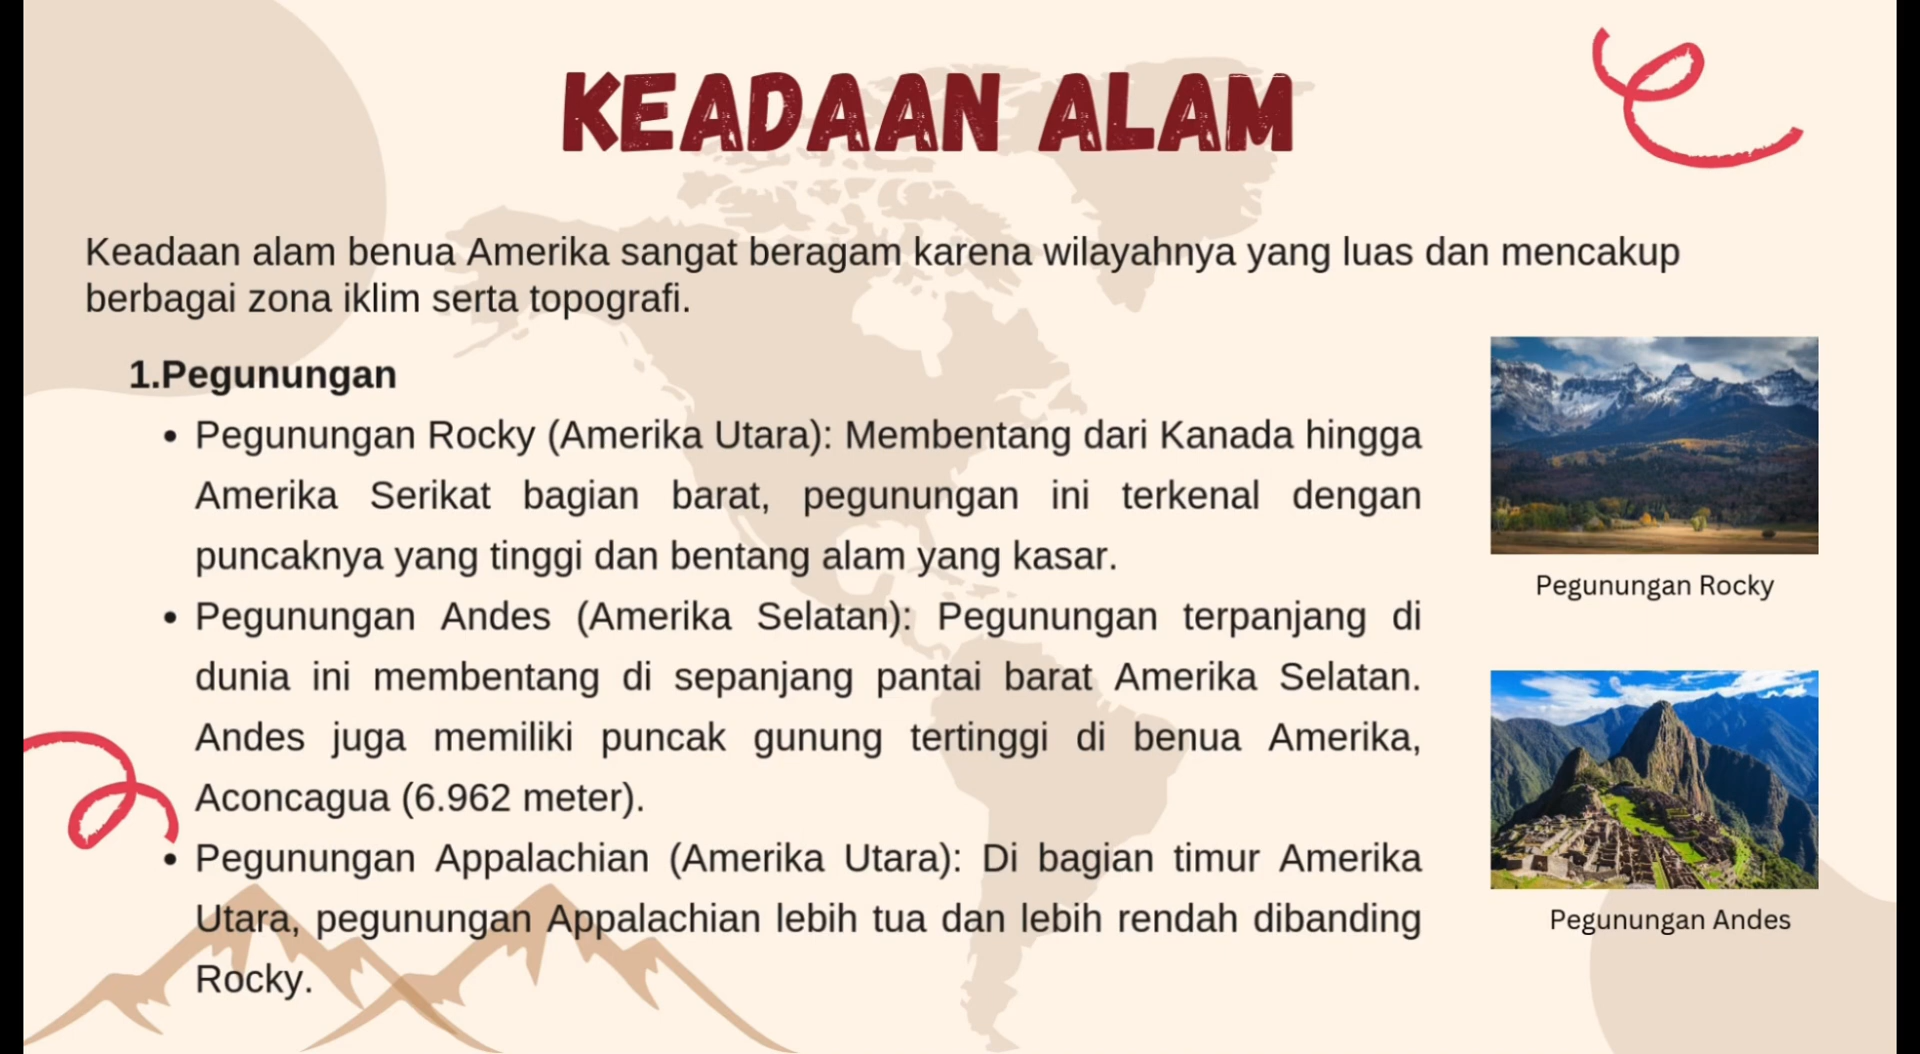 KEADAAN ALAM
Keadaan alam benua Amerika sangat beragam karena wilayahnya yang luas dan mencakup
berbagai zona iklim serta topografi.
1.Pegunungan
• Pegunungan Rocky (Amerika Utara): Membentang dari Kanada hingga
Amerika Serikat bagian barat, pegunungan ini terkenal dengan
puncaknya yang tinggi dan bentang alam yang kasar.
• Pegunungan Andes (Amerika Selatan): Pegunungan terpanjang di
dunia ini membentang di sepanjang pantai barat Amerika Selatan.
Andes juga memiliki puncak gunung tertinggi di benua Amerika,
Aconcagua (6.962 meter).
• Pegunungan Appalachian (Amerika Utara): Di bagian timur Amerika
Utara, pegunungan Appalachian lebih tua dan lebih rendah dibanding
Rocky.
Pegunungan Rocky
Pegunungan Andes